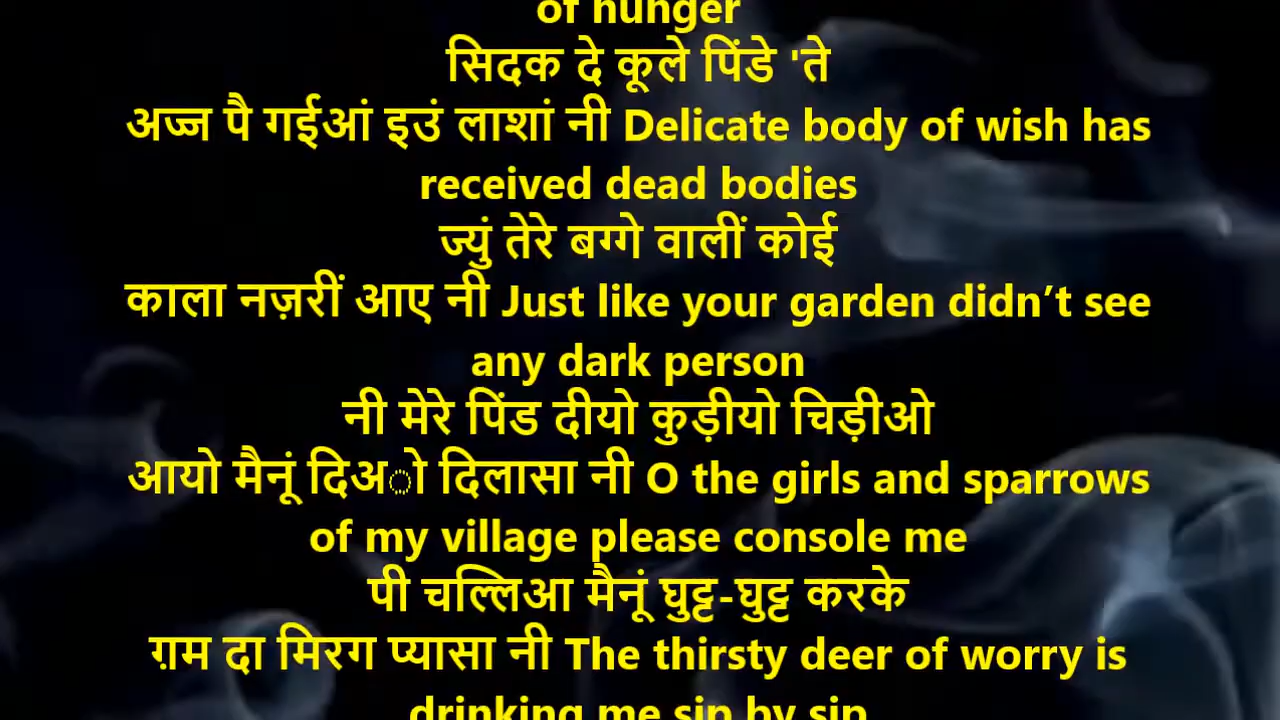 of hunger
सिदक दे कूले पिंडे 'ते
अज्ज पै गईआं इउं लाशां नी Delicate body of wish has
received dead bodies
ज्युं तेरे बग्गे वालीं कोई
काला नज़रीं आए नी Just like your garden didn’t see
any dark person
नी मेरे पिंड दीयो कुड़ीयो चिड़ीओ
आयो मैनूं दिअो दिलासा नी O the girls and sparrows
of my village please console me
पी चल्लिआ मैनूं घुट्ट-घुट्ट करके
ग़म दा मिरग प्यासा नी The thirsty deer of worry is
drinking me sip by sip